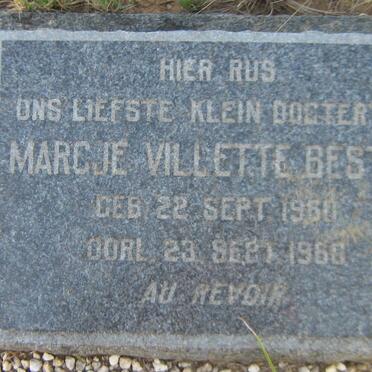 HIER RUS
ONS LIEFSTE KLEIN DOGTER
MARCJE VILLETTE BEST
GEB. 22 SEPT. 1960
OORL. 23 SEPT. 1960
AU REVOIR